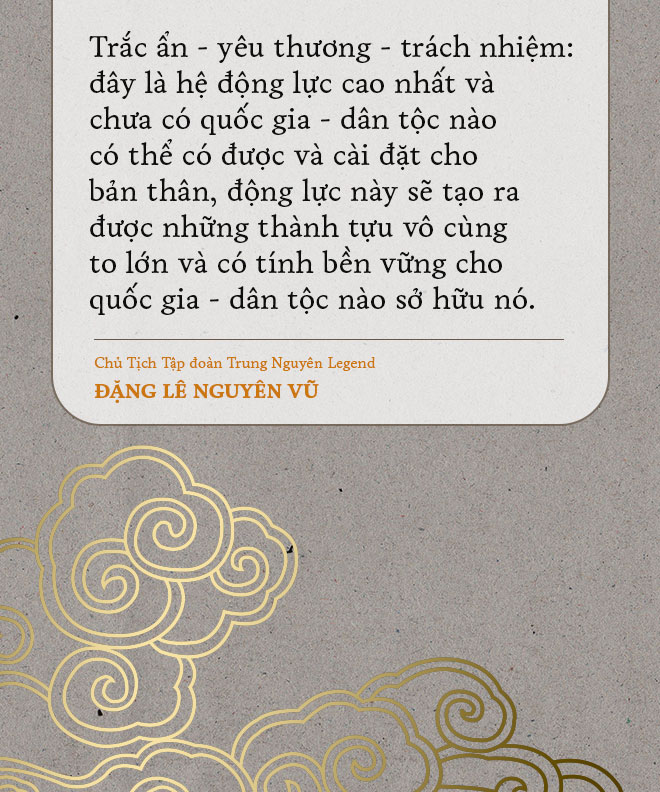 Trắc ẩn - yêu thương - trách nhiệm:
đây là hệ động lực cao nhất và
chưa có quốc gia - dân tộc nào
có thể có được và cài đặt cho
bản thân, động lực này sẽ tạo ra
được những thành tựu vô cùng
to lớn và có tính bền vững cho
quốc gia - dân tộc nào sở hữu nó.
Chủ Tịch Tập đoàn Trung Nguyên Legend
ĐẶNG LÊ NGUYÊN VŨ